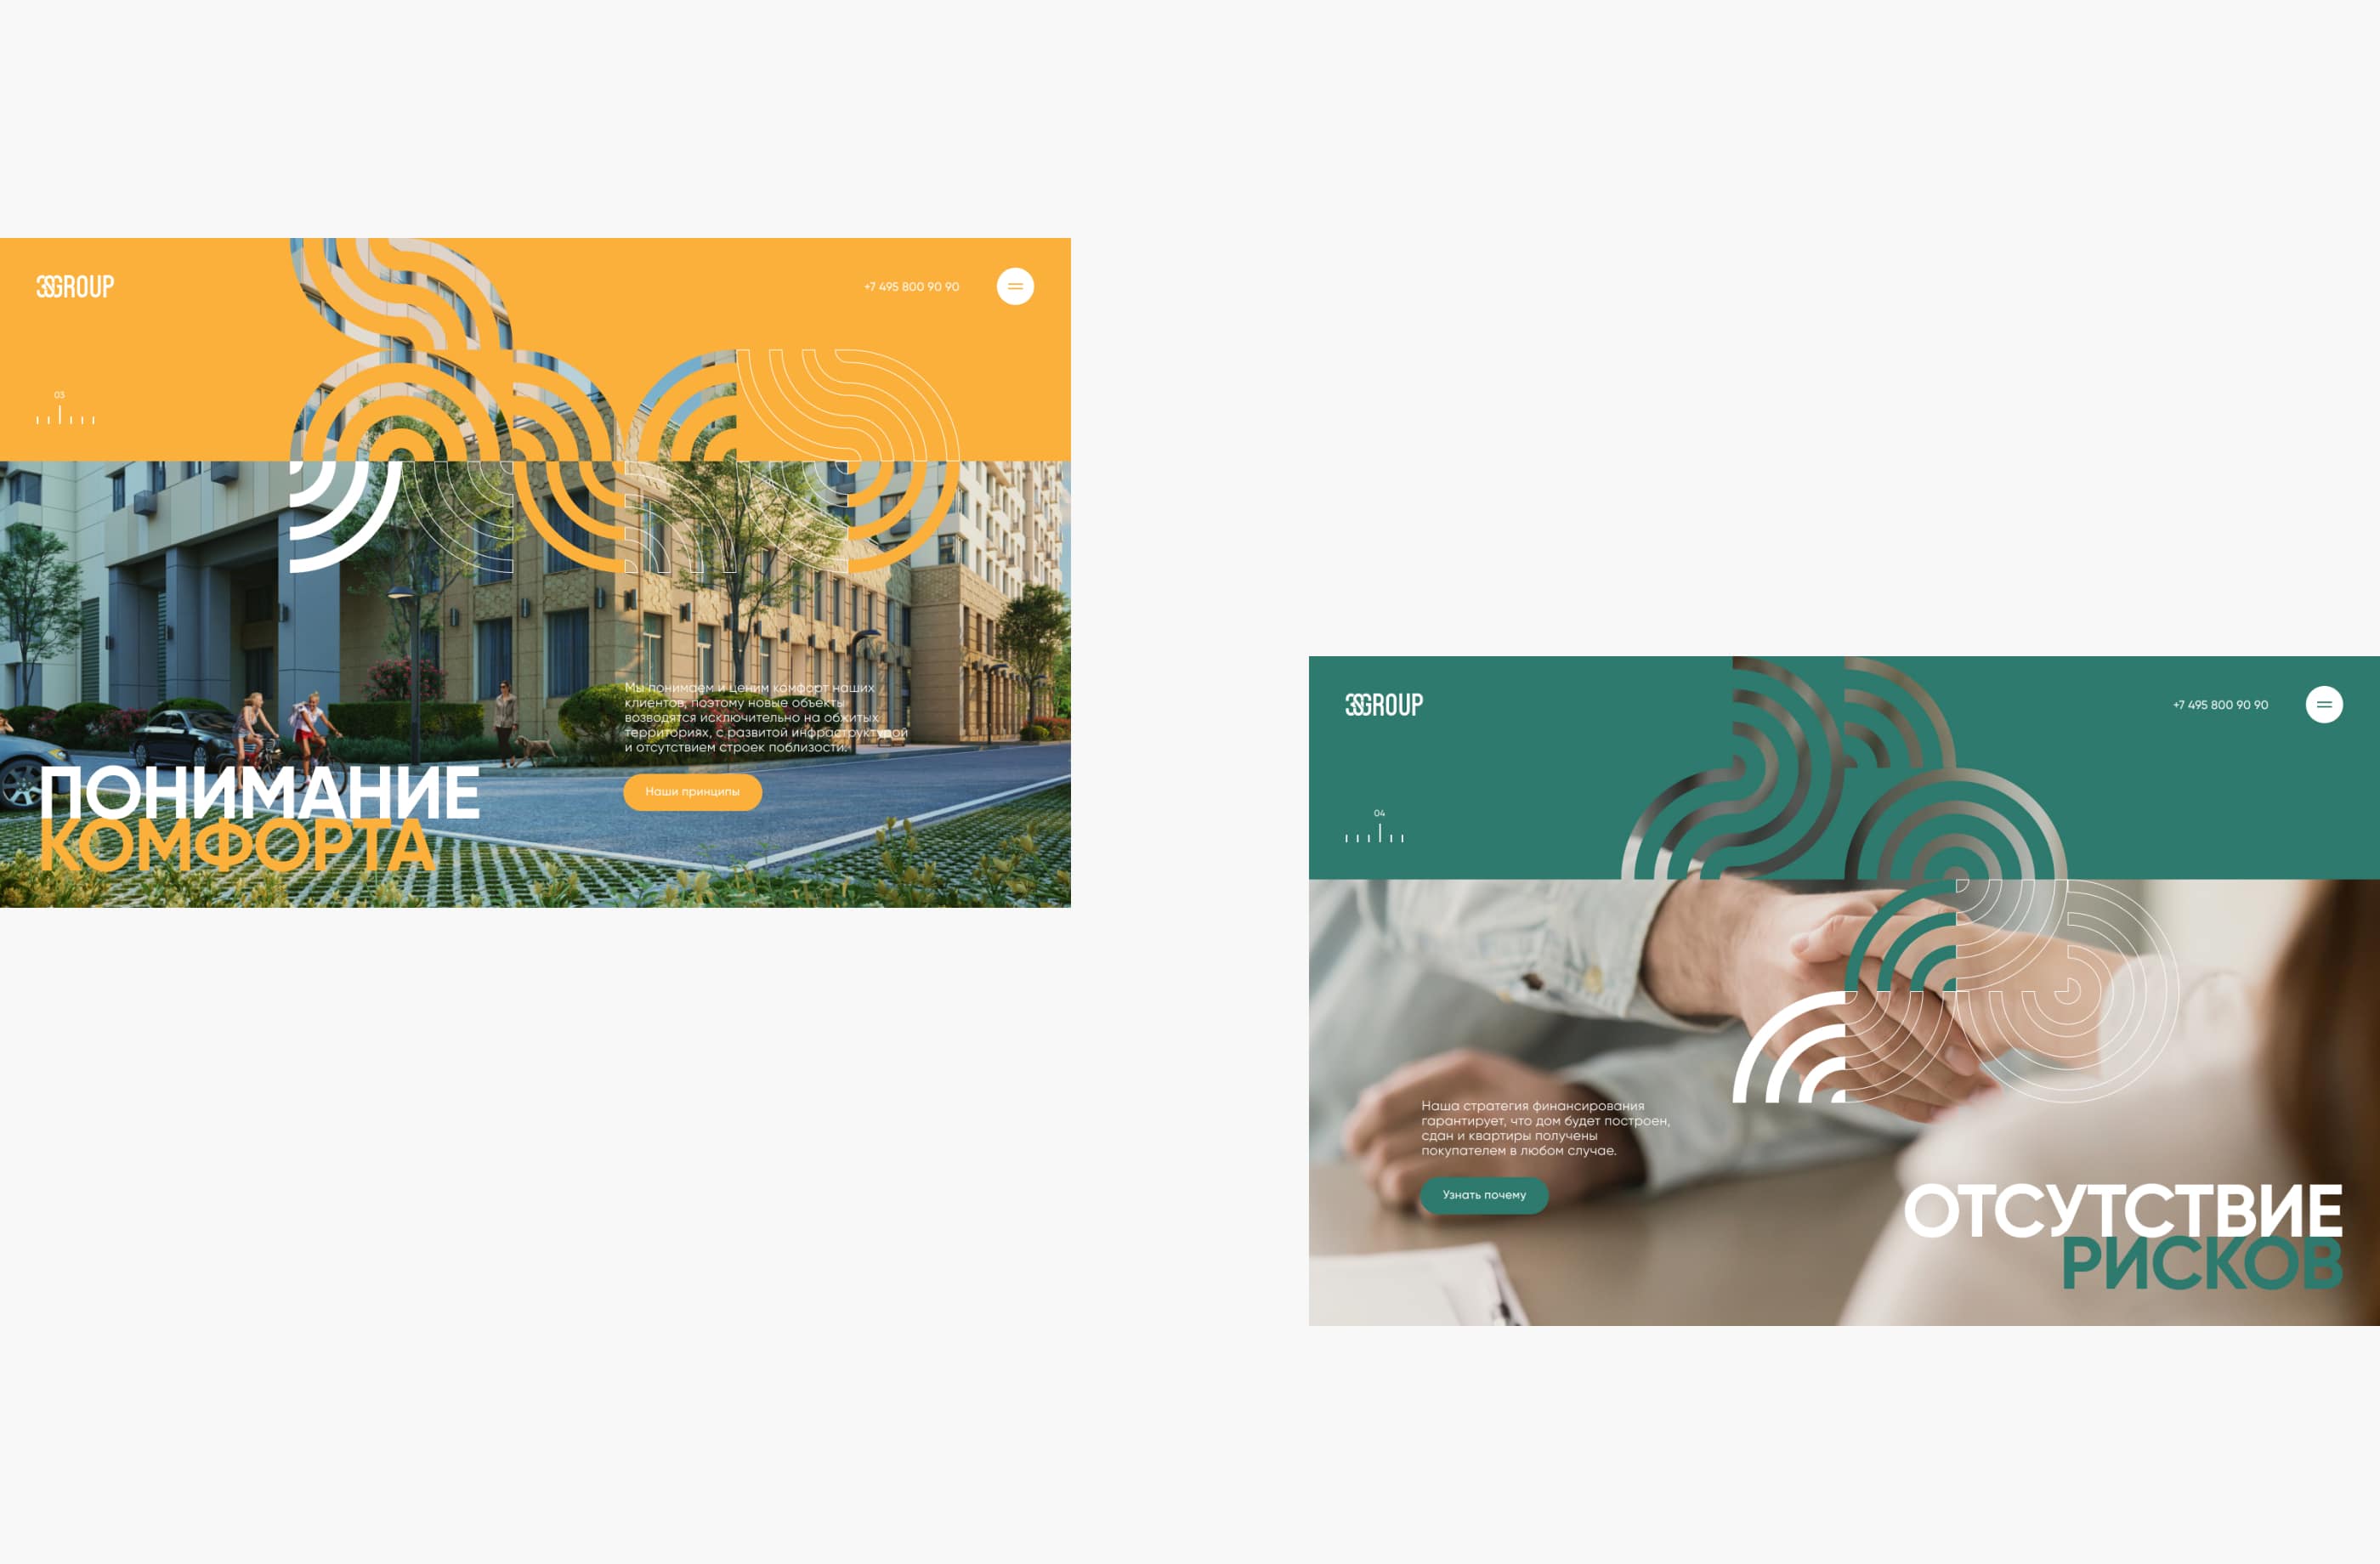 3SGROUP
+7 495 800 90 90
03
Мы понимаем и ценим комфорт наших
клиентов, поэтому новые объекты
возводятся исключительно на обжитых
территориях, с развитой инфраструктурой
и отсутствием строек поблизости.
Наши принципы
ПОНИМАНИЕ
КОМФОРТА
3SGROUP
+7 495 800 90 90
04
Наша стратегия финансирования
гарантирует, что дом будет построен,
сдан и квартиры получены
покупателем в любом случае.
Узнать почему
ОТСУТСТВИЕ
РИСКОВ